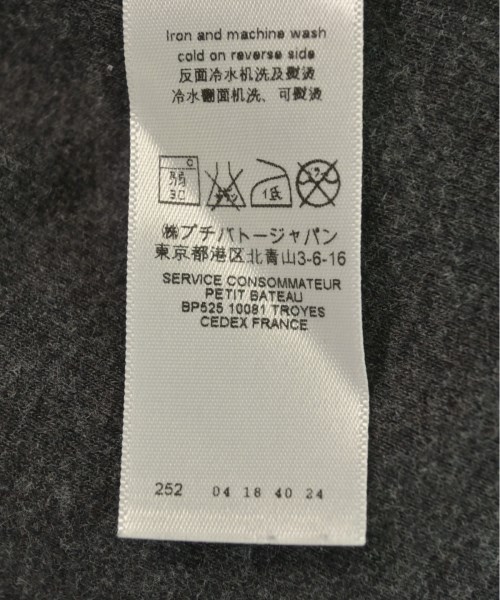 Iron and machine wash
cold on reverse side
反面冷水机洗及熨烫
冷水翻面机洗、可熨烫
弱
30
1 低
㈱プチバトージャパン
東京都港区北青山3-6-16
SERVICE CONSOMMATEUR
PETIT BATEAU
BP525 10081 TROYES
CEDEX FRANCE
252 04 18 40 24